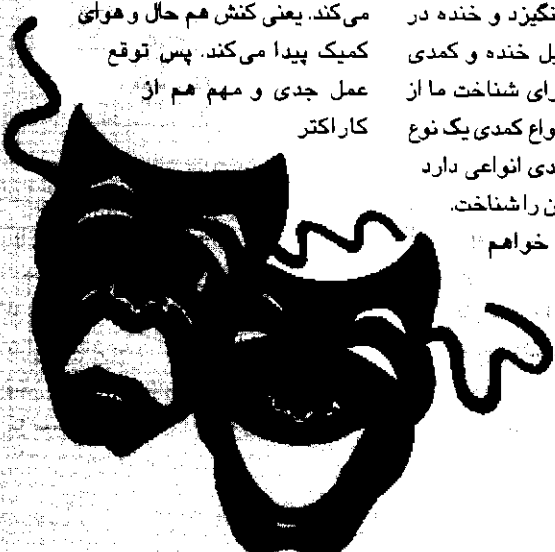 نگیزد و خنده در
یل خنده و کمدی
رای شناخت ما از
واع کمدی یک نوع
دی انواعی دارد
ن را شناخت.
خواهم
می‌کند. یعنی کنش هم حال و هوای
کمیک پیدا می‌کند. پس توقع
عمل جدی و مهم هم از
کاراکتر